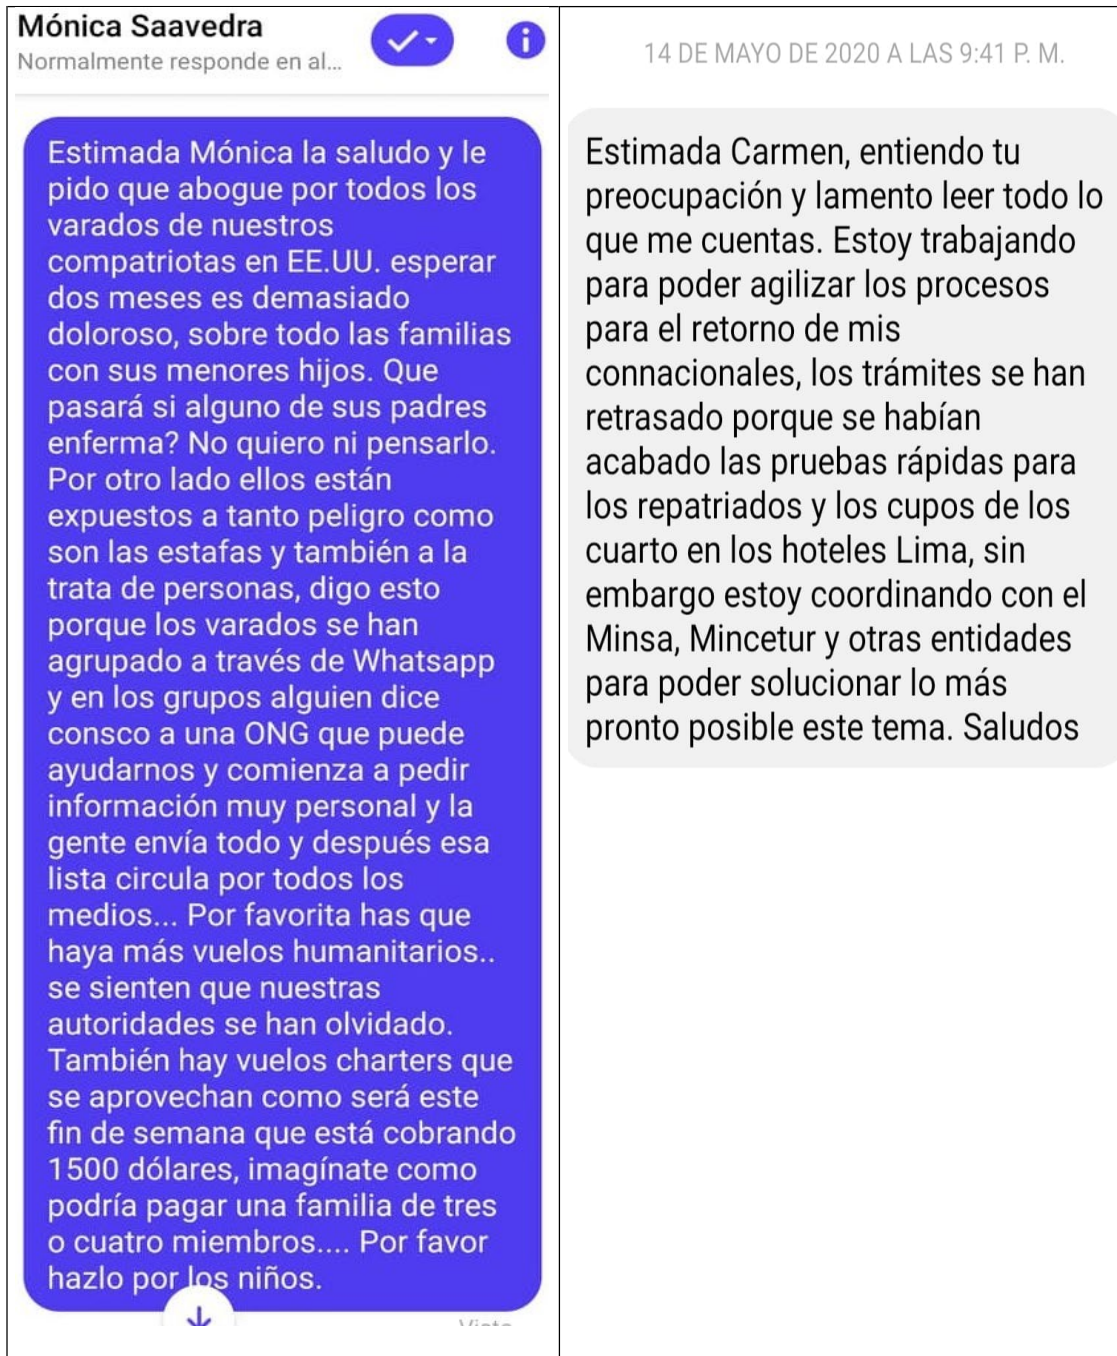 Mónica Saavedra
Normalmente responde en al...
Estimada Mónica la saludo y le
pido que abogue por todos los
varados de nuestros
compatriotas en EE.UU. esperar
dos meses es demasiado
doloroso, sobre todo las familias
con sus menores hijos. Que
pasará si alguno de sus padres
enferma? No quiero ni pensarlo.
Por otro lado ellos están
expuestos a tanto peligro como
son las estafas y también a la
trata de personas, digo esto
porque los varados se han
agrupado a través de Whatsapp
y en los grupos alguien dice
consco a una ONG que puede
ayudarnos y comienza a pedir
información muy personal y la
gente envía todo y después esa
lista circula por todos los
medios... Por favorita has que
haya más vuelos humanitarios..
se sienten que nuestras
autoridades se han olvidado.
También hay vuelos charters que
se aprovechan como será este
fin de semana que está cobrando
1500 dólares, imagínate como
podría pagar una familia de tres
o cuatro miembros.... Por favor
hazlo por los niños.
14 DE MAYO DE 2020 A LAS 9:41 P. M.
Estimada Carmen, entiendo tu
preocupación y lamento leer todo lo
que me cuentas. Estoy trabajando
para poder agilizar los procesos
para el retorno de mis
connacionales, los trámites se han
retrasado porque se habían
acabado las pruebas rápidas para
los repatriados y los cupos de los
cuarto en los hoteles Lima, sin
embargo estoy coordinando con el
Minsa, Mincetur y otras entidades
para poder solucionar lo más
pronto posible este tema. Saludos